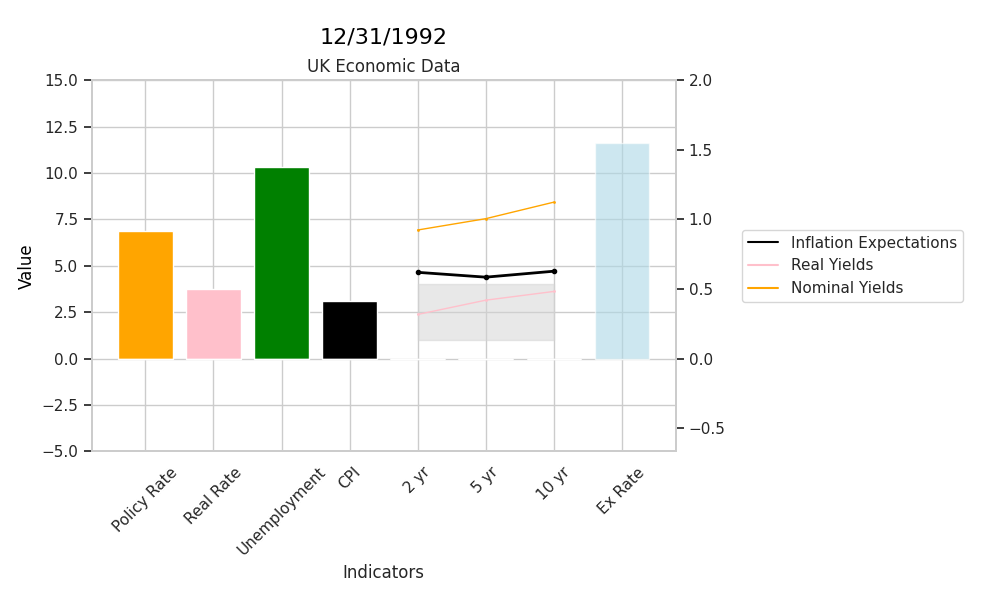 12/31/1992
UK Economic Data
15.0
12.5
10.0
7.5
5.0
2.5
0.0
−2.5
−5.0
Value
2.0
1.5
1.0
0.5
0.0
−0.5
Inflation Expectations
Real Yields
Nominal Yields
Policy Rate
Real Rate
Unemployment
CPI
2 yr
5 yr
10 yr
Ex Rate
Indicators